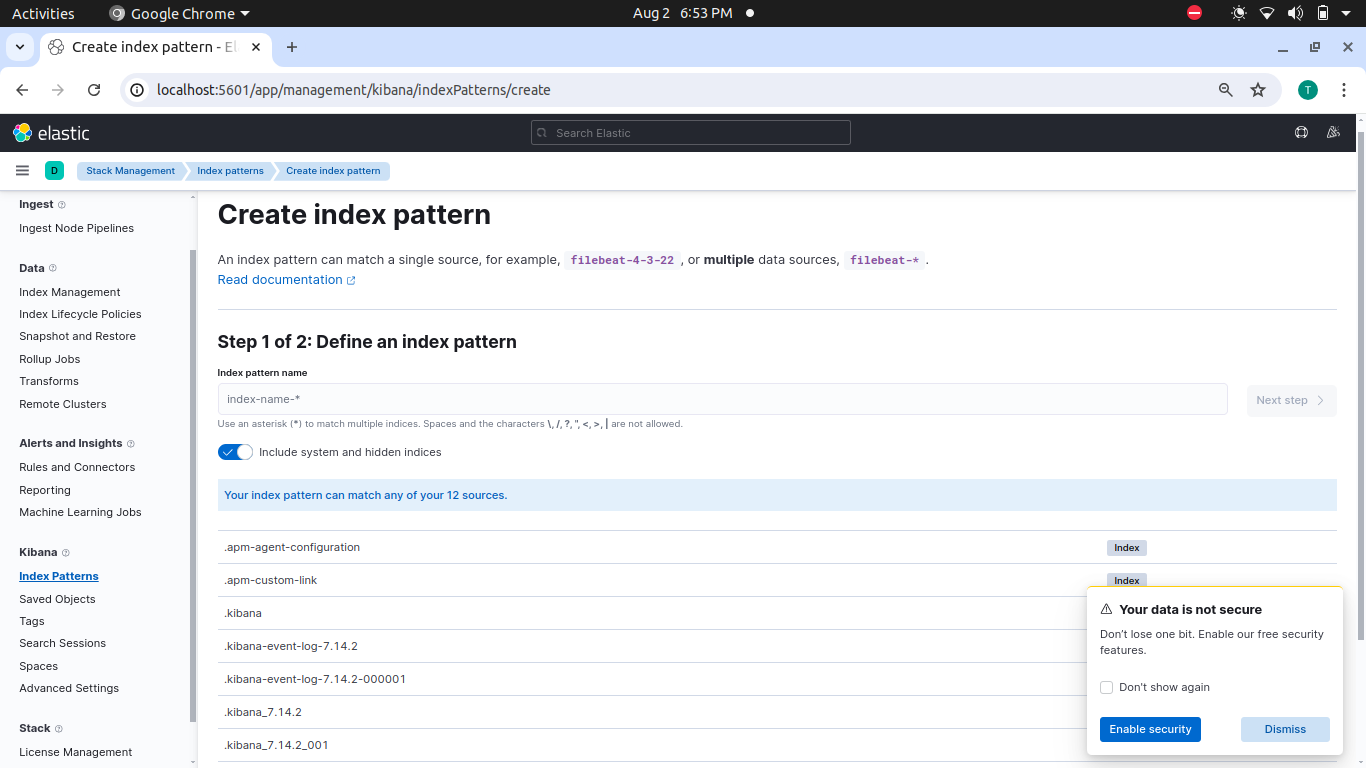 Activities Google Chrome Aug 2 6:53 PM
Create index pattern - El
localhost:5601/app/management/kibana/indexPatterns/create T
elastic Search Elastic
D Stack Management Index patterns Create index pattern
Ingest
Ingest Node Pipelines
Data
Index Management
Index Lifecycle Policies
Snapshot and Restore
Rollup Jobs
Transforms
Remote Clusters
Alerts and Insights
Rules and Connectors
Reporting
Machine Learning Jobs
Kibana
Index Patterns
Saved Objects
Tags
Search Sessions
Spaces
Advanced Settings
Stack
License Management
Create index pattern
An index pattern can match a single source, for example, filebeat-4-3-22 , or multiple data sources, filebeat-* .
Read documentation
Step 1 of 2: Define an index pattern
Index pattern name
index-name-*
Next step
Use an asterisk (*) to match multiple indices. Spaces and the characters \, /, ?, ", <, >, | are not allowed.
Include system and hidden indices
Your index pattern can match any of your 12 sources.
.apm-agent-configuration Index
.apm-custom-link Index
.kibana
.kibana-event-log-7.14.2
.kibana-event-log-7.14.2-000001
.kibana_7.14.2
.kibana_7.14.2_001
Your data is not secure
Don't lose one bit. Enable our free security
features.
Don't show again
Enable security Dismiss